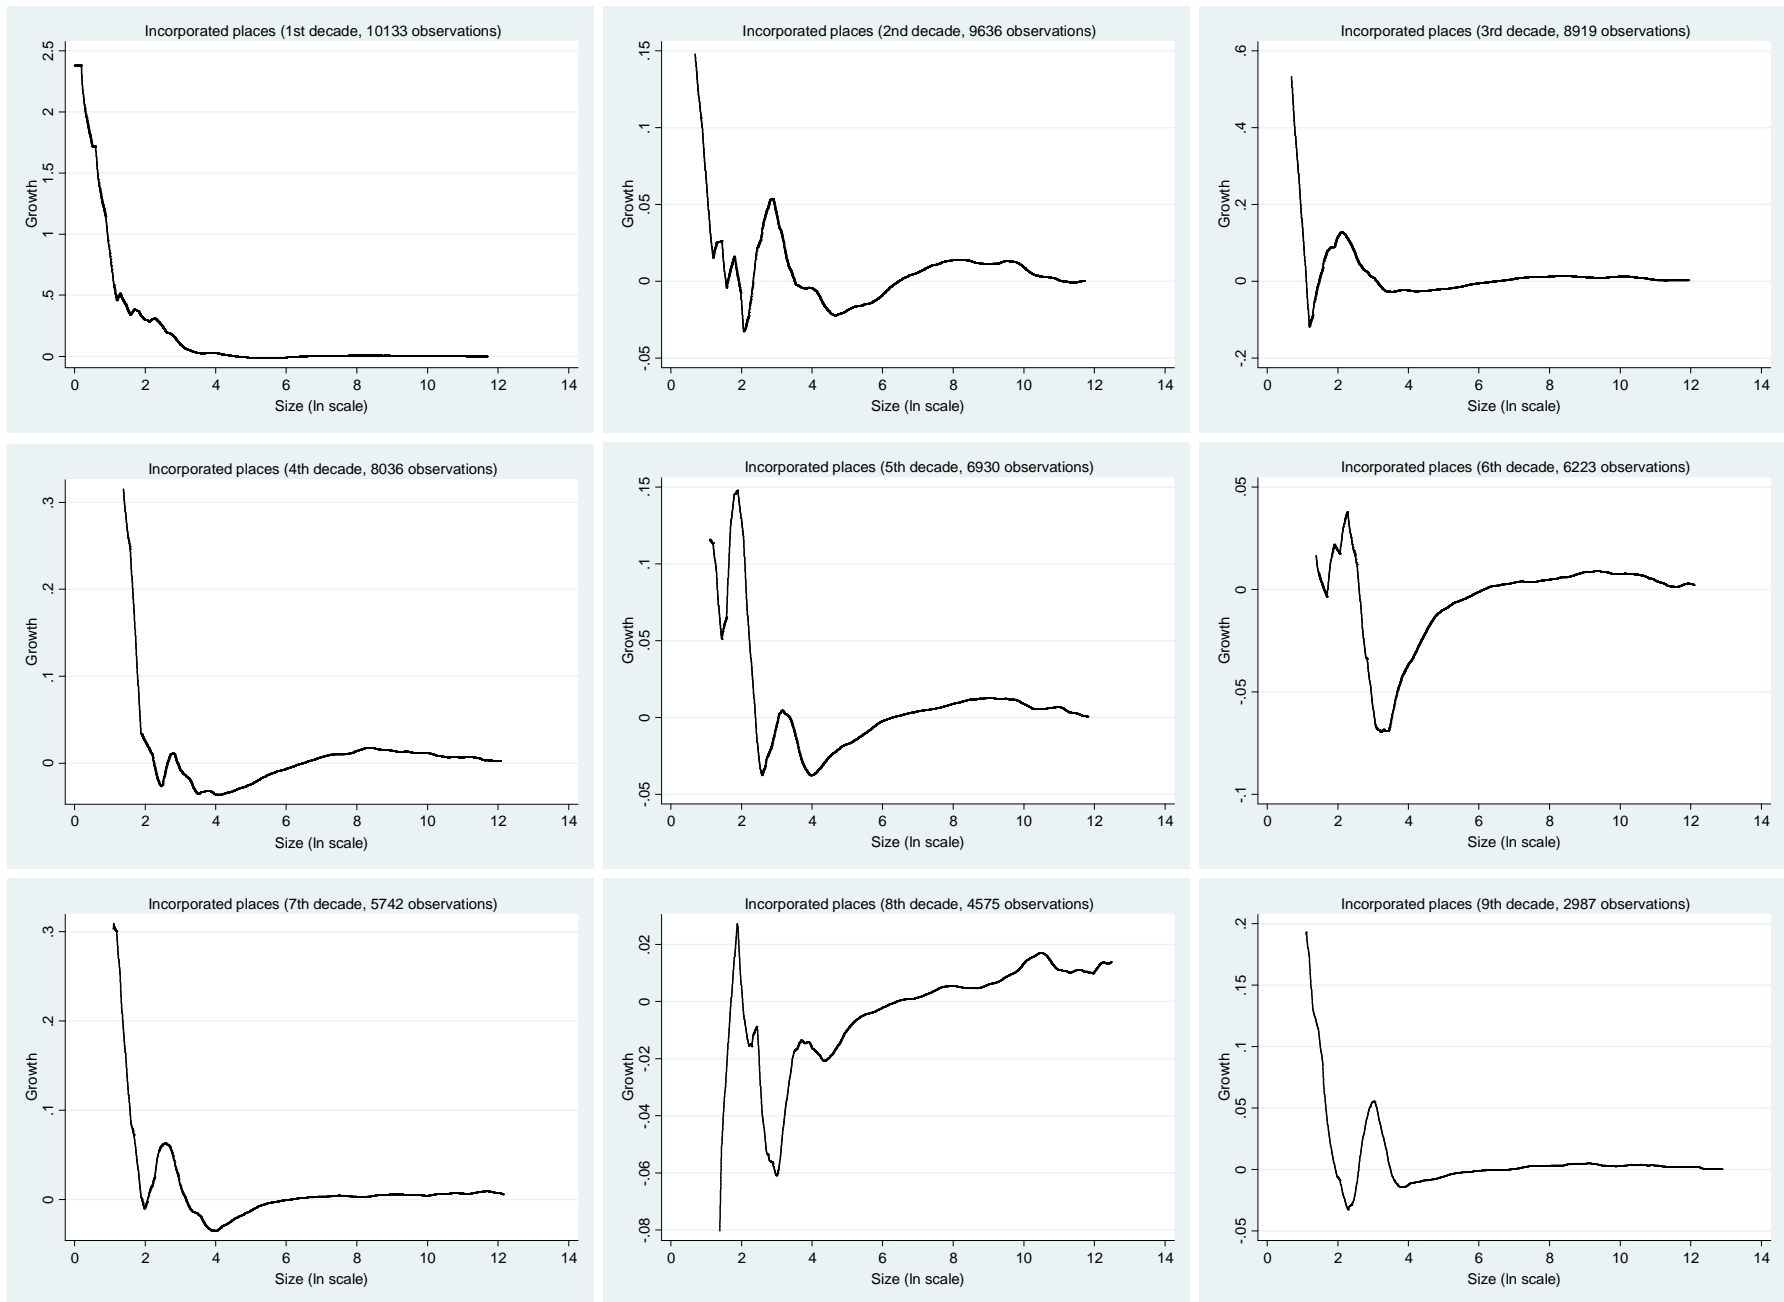 Incorporated places (1st decade, 10133 observations)
Growth
2.5
2
1.5
1
.5
0
0 2 4 6 8 10 12 14
Size (ln scale)
Incorporated places (2nd decade, 9636 observations)
Growth
.15
.1
.05
0
-.05
0 2 4 6 8 10 12 14
Size (ln scale)
Incorporated places (3rd decade, 8919 observations)
Growth
.6
.4
.2
0
-.2
0 2 4 6 8 10 12 14
Size (ln scale)
Incorporated places (4th decade, 8036 observations)
Growth
.3
.2
.1
0
0 2 4 6 8 10 12 14
Size (ln scale)
Incorporated places (5th decade, 6930 observations)
Growth
.15
.1
.05
0
-.05
0 2 4 6 8 10 12 14
Size (ln scale)
Incorporated places (6th decade, 6223 observations)
Growth
.05
0
-.05
-.1
0 2 4 6 8 10 12 14
Size (ln scale)
Incorporated places (7th decade, 5742 observations)
Growth
.3
.2
.1
0
0 2 4 6 8 10 12 14
Size (ln scale)
Incorporated places (8th decade, 4575 observations)
Growth
.02
0
-.02
-.04
-.06
-.08
0 2 4 6 8 10 12 14
Size (ln scale)
Incorporated places (9th decade, 2987 observations)
Growth
.2
.15
.1
.05
0
-.05
0 2 4 6 8 10 12 14
Size (ln scale)